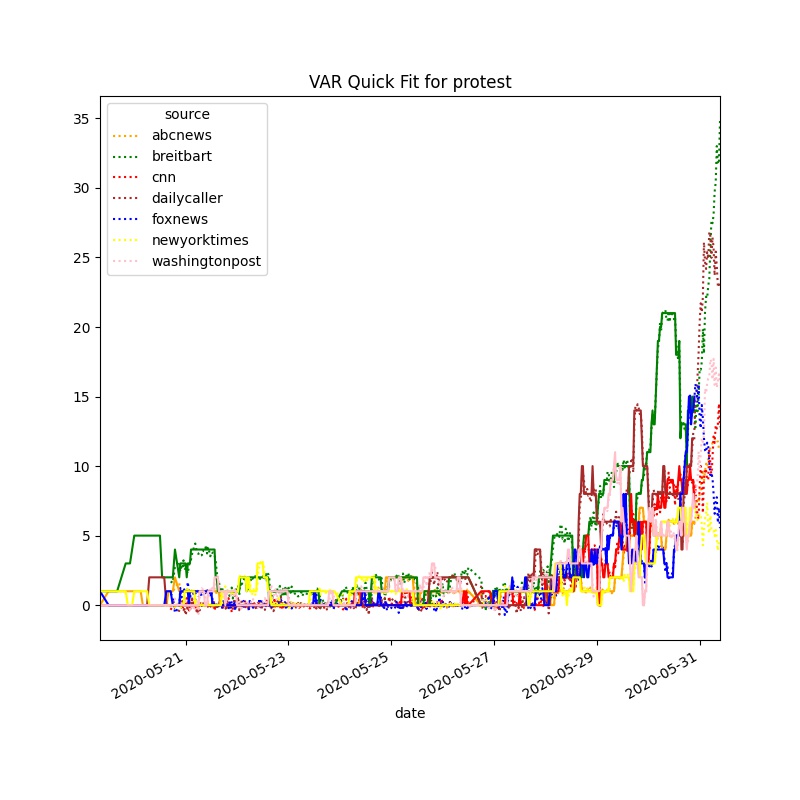 VAR Quick Fit for protest
source
abcnews
breitbart
cnn
dailycaller
foxnews
newyorktimes
washingtonpost
35
30
25
20
15
10
5
0
2020-05-21
2020-05-23
2020-05-25
2020-05-27
2020-05-29
2020-05-31
date